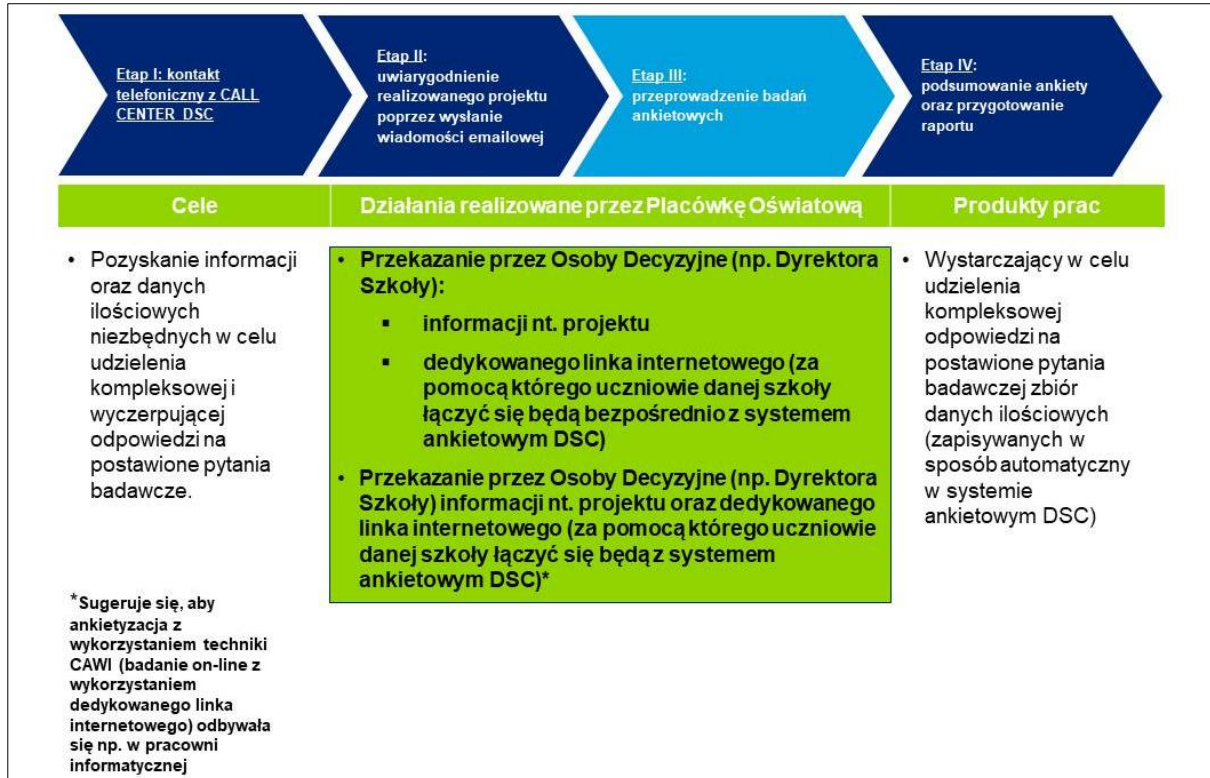 Etap I: kontakt
telefoniczny z CALL
CENTER DSC
Etap II:
uwiarygodnienie
realizowanego projektu
poprzez wysłanie
wiadomości emailowej
Etap III:
przeprowadzenie badań
ankietowych
Etap IV:
podsumowanie ankiety
oraz przygotowanie
raportu
Cele
Działania realizowane przez Placówkę Oświatową
Produkty prac
• Pozyskanie informacji
oraz danych
ilościowych
niezbędnych w celu
udzielenia
kompleksowej i
wyczerpującej
odpowiedzi na
postawione pytania
badawcze.
*Sugeruje się, aby
ankietyzacja z
wykorzystaniem techniki
CAWI (badanie on-line z
wykorzystaniem
dedykowanego linka
internetowego) odbywała
się np. w pracowni
informatycznej
• Przekazanie przez Osoby Decyzyjne (np. Dyrektora
Szkoły):
▪ informacji nt. projektu
▪ dedykowanego linka internetowego (za
pomocą którego uczniowie danej szkoły
łączyć się będą bezpośrednio z systemem
ankietowym DSC)
• Przekazanie przez Osoby Decyzyjne (np. Dyrektora
Szkoły) informacji nt. projektu oraz dedykowanego
linka internetowego (za pomocą którego uczniowie
danej szkoły łączyć się będą z systemem
ankietowym DSC)*
• Wystarczający w celu
udzielenia
kompleksowej
odpowiedzi na
postawione pytania
badawczej zbiór
danych ilościowych
(zapisywanych w
sposób automatyczny
w systemie
ankietowym DSC)